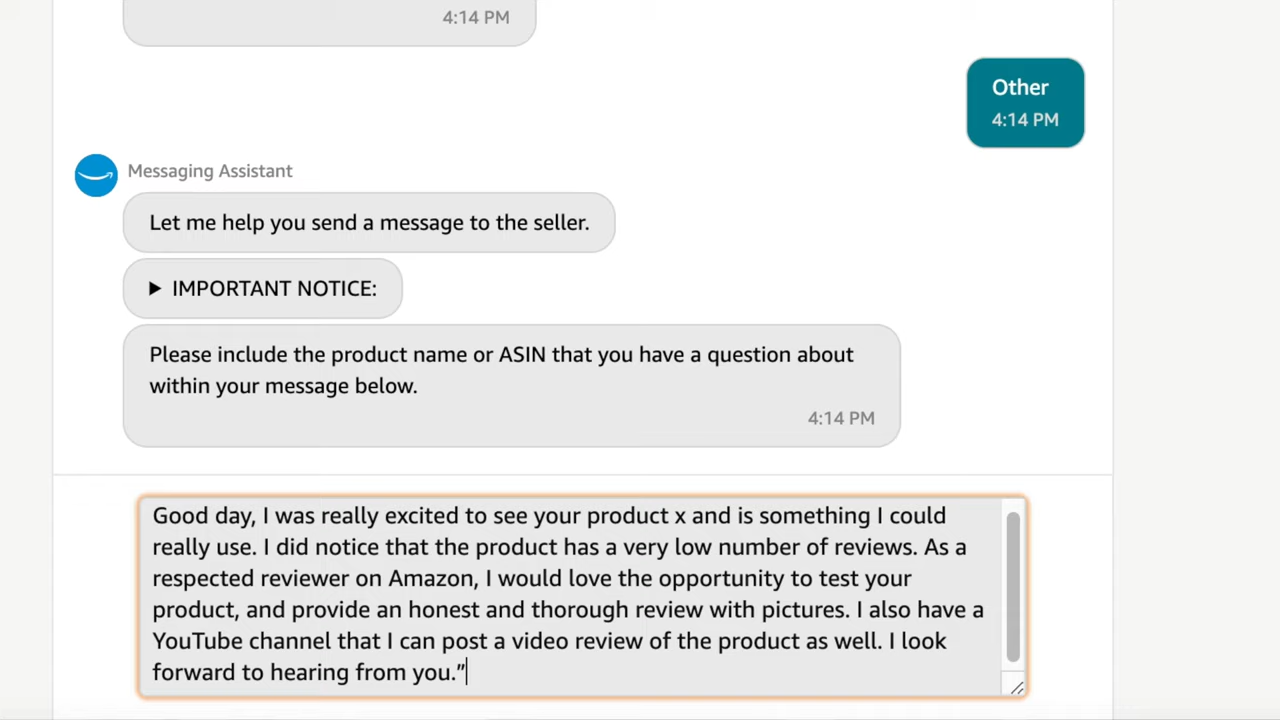 4:14 PM
Other
4:14 PM
Messaging Assistant
Let me help you send a message to the seller.
► IMPORTANT NOTICE:
Please include the product name or ASIN that you have a question about
within your message below.
4:14 PM
Good day, I was really excited to see your product x and is something I could
really use. I did notice that the product has a very low number of reviews. As a
respected reviewer on Amazon, I would love the opportunity to test your
product, and provide an honest and thorough review with pictures. I also have a
YouTube channel that I can post a video review of the product as well. I look
forward to hearing from you.”